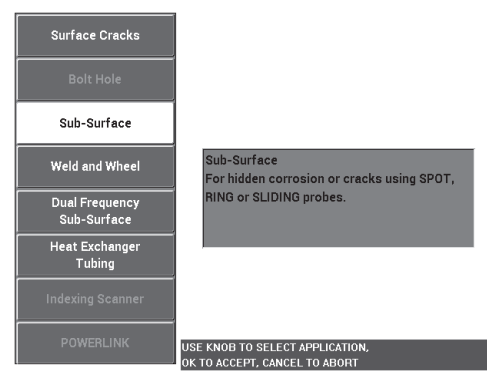 Surface Cracks
Bolt Hole
Sub-Surface
Weld and Wheel
Dual Frequency
Sub-Surface
Heat Exchanger
Tubing
Indexing Scanner
POWERLINK
Sub-Surface
For hidden corrosion or cracks using SPOT,
RING or SLIDING probes.
USE KNOB TO SELECT APPLICATION,
OK TO ACCEPT, CANCEL TO ABORT